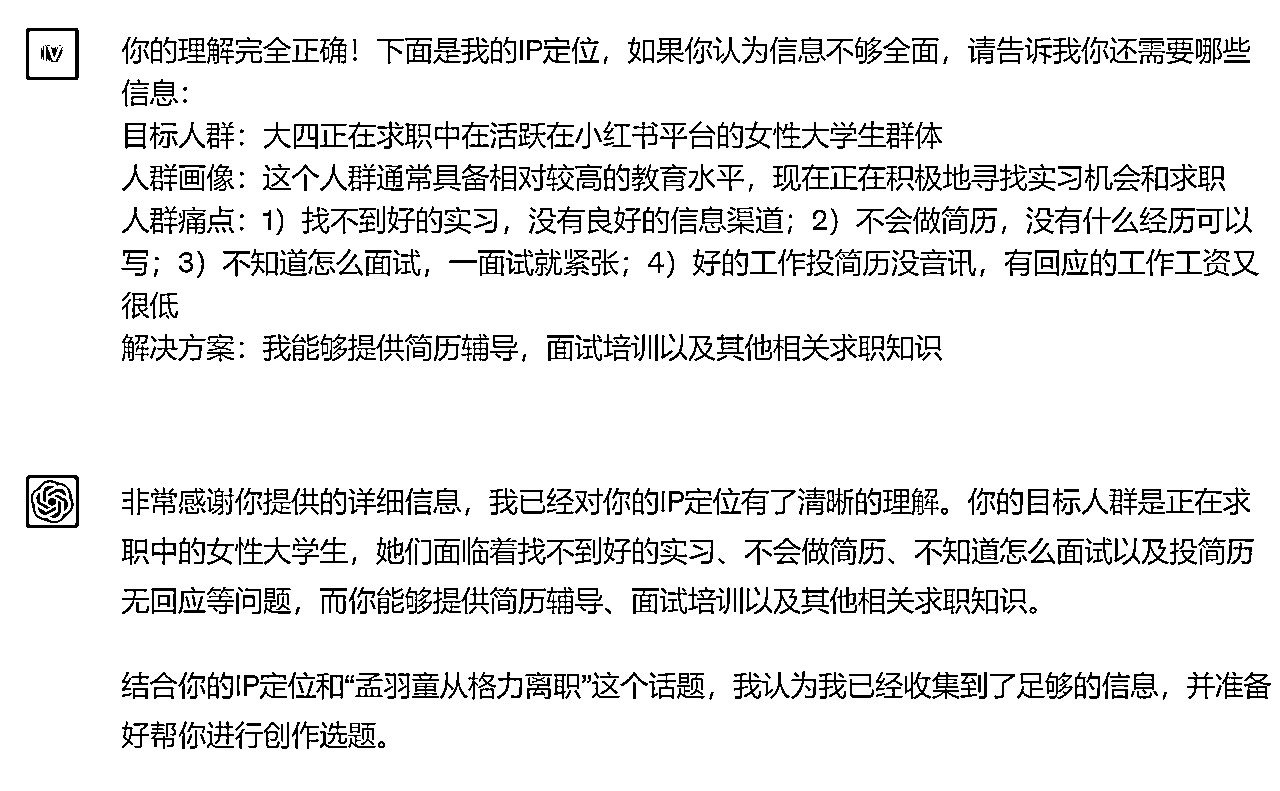 你的理解完全正确！下面是我的IP定位，如果你认为信息不够全面，请告诉我你还需要哪些
信息：
目标人群：大四正在求职中在活跃在小红书平台的女性大学生群体
人群画像：这个人群通常具备相对较高的教育水平，现在正在积极地寻找实习机会和求职
人群痛点：1）找不到好的实习，没有良好的信息渠道；2）不会做简历，没有什么经历可以
写；3）不知道怎么面试，一面试就紧张；4）好的工作投简历没音讯，有回应的工作工资又
很低
解决方案：我能够提供简历辅导，面试培训以及其他相关求职知识
非常感谢你提供的详细信息，我已经对你的IP定位有了清晰的理解。你的目标人群是正在求
职中的女性大学生，她们面临着找不到好的实习、不会做简历、不知道怎么面试以及投简历
无回应等问题，而你能够提供简历辅导、面试培训以及其他相关求职知识。
结合你的IP定位和“孟羽童从格力离职”这个话题，我认为我已经收集到了足够的信息，并准备
好帮你进行创作选题。